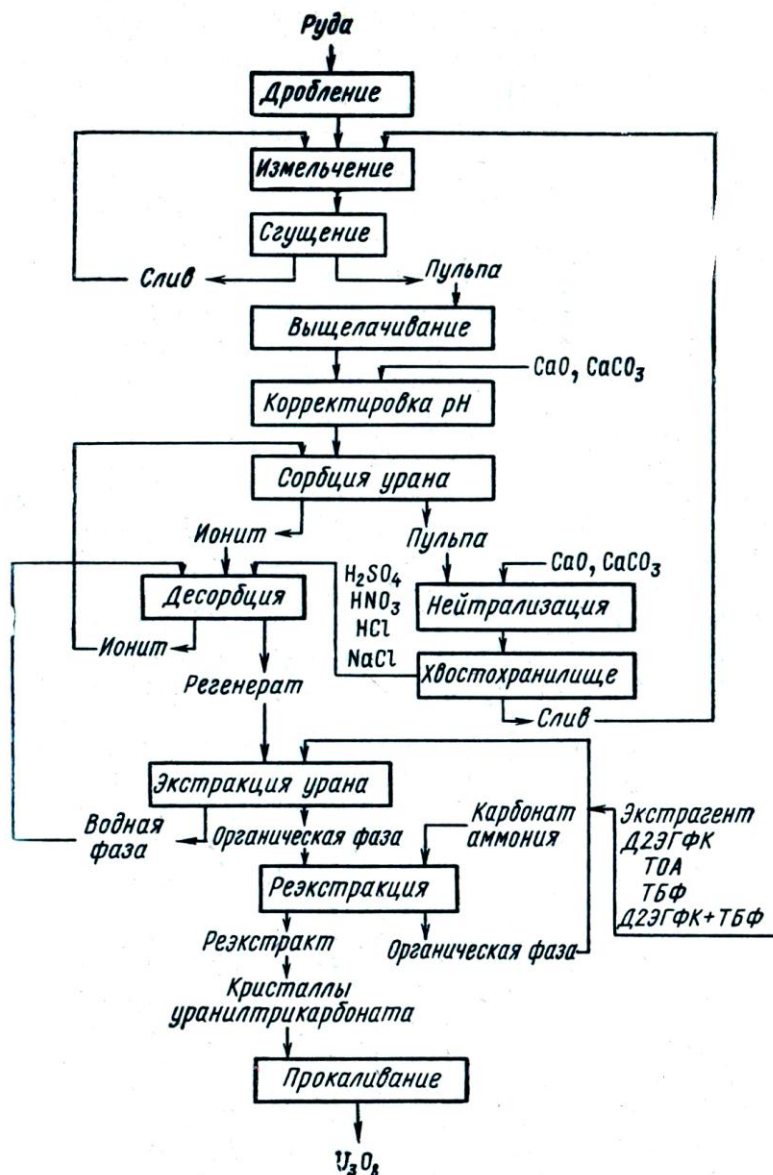 Руда
Дробление
Измельчение
Сгущение
Слив
Пульпа
Выщелачивание
CaO, CaCO₃
Корректировка pH
Сорбция урана
Ионит
Пульпа
H₂SO₄
HNO₃
HCl
NaCl
CaO, CaCO₃
Десорбция
Нейтрализация
Ионит
Хвостохранилище
Регенерат
Слив
Экстракция урана
Водная
фаза
Органическая фаза
Карбонат
аммония
Экстрагент
Д2ЭГФК
ТОА
ТБФ
Д2ЭГФК+ТБФ
Реэкстракция
Реэкстракт
Органическая фаза
Кристаллы
уранилтрикарбоната
Прокаливание
U₃O₈